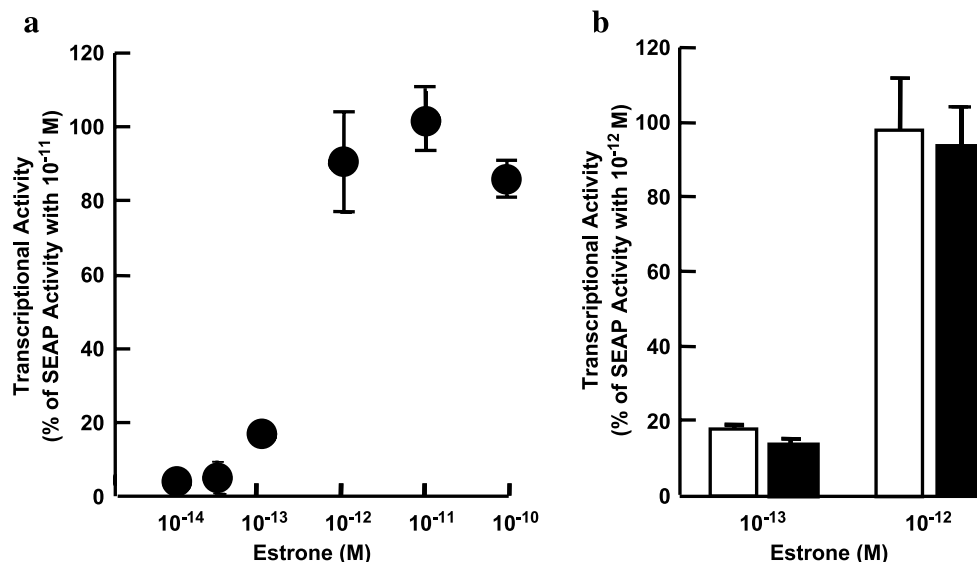 a
Transcriptional Activity
(% of SEAP Activity with 10⁻¹¹ M)
120
100
80
60
40
20
0
10⁻¹⁴ 10⁻¹³ 10⁻¹² 10⁻¹¹ 10⁻¹⁰
Estrone (M)
b
Transcriptional Activity
(% of SEAP Activity with 10⁻¹² M)
120
100
80
60
40
20
0
10⁻¹³ 10⁻¹²
Estrone (M)